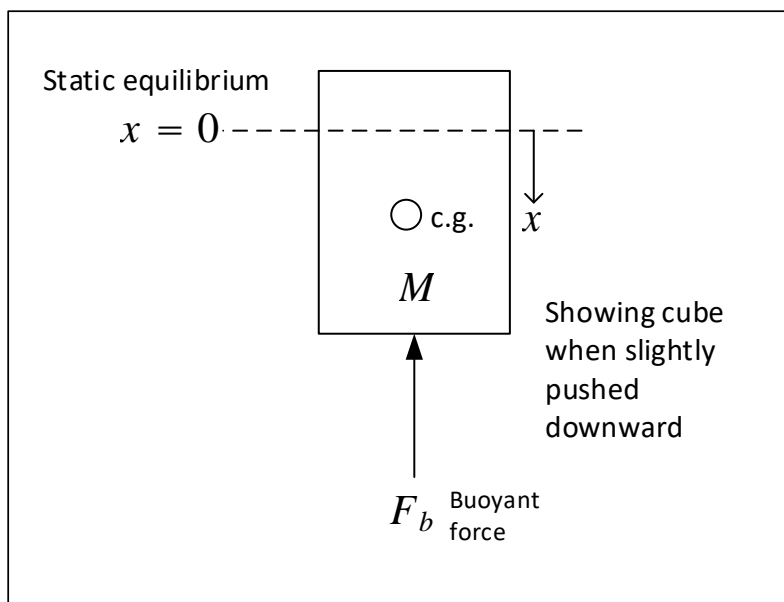 Static equilibrium
x = 0
c.g.
x
M
Showing cube
when slightly
pushed
downward
F_b Buoyant
force